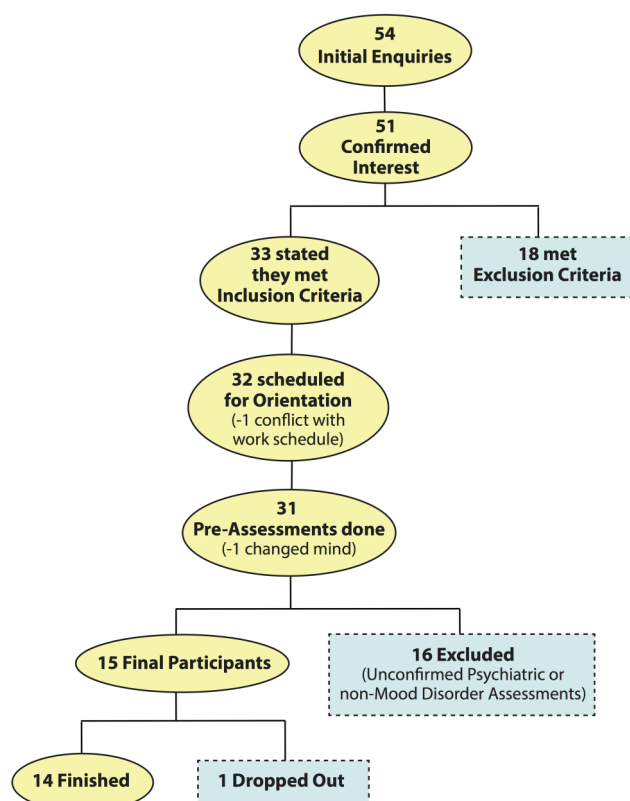 54
Initial Enquiries
51
Confirmed
Interest
33 stated
they met
Inclusion Criteria
18 met
Exclusion Criteria
32 scheduled
for Orientation
(-1 conflict with
work schedule)
31
Pre-Assessments done
(-1 changed mind)
15 Final Participants
16 Excluded
(Unconfirmed Psychiatric or
non-Mood Disorder Assessments)
14 Finished
1 Dropped Out